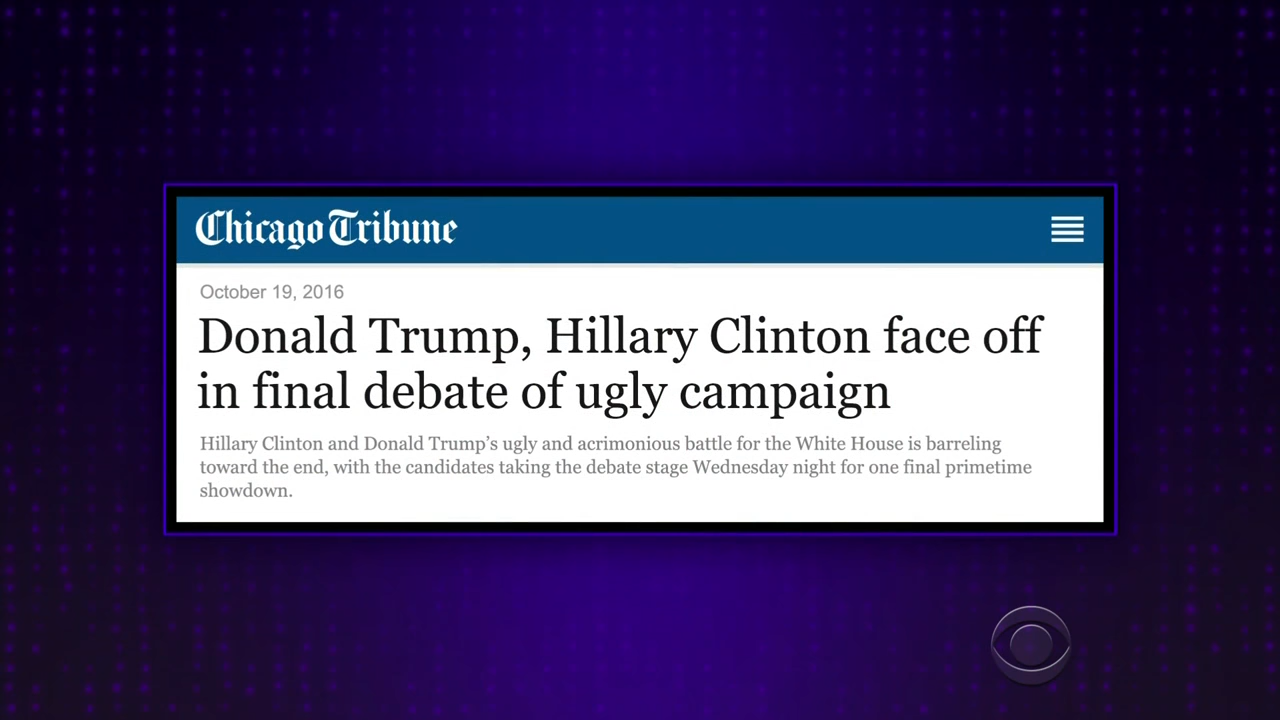 Chicago Tribune
October 19, 2016
Donald Trump, Hillary Clinton face off
in final debate of ugly campaign
Hillary Clinton and Donald Trump’s ugly and acrimonious battle for the White House is barreling
toward the end, with the candidates taking the debate stage Wednesday night for one final primetime
showdown.